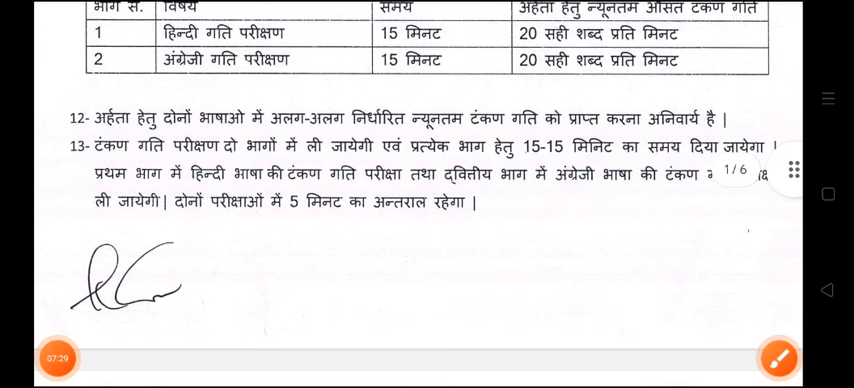 भाग स. विषय समय अर्हता हेतु न्यूनतम औसत टंकण गति
1 हिन्दी गति परीक्षण 15 मिनट 20 सही शब्द प्रति मिनट
2 अंग्रेजी गति परीक्षण 15 मिनट 20 सही शब्द प्रति मिनट
12- अर्हता हेतु दोनों भाषाओ में अलग-अलग निर्धारित न्यूनतम टंकण गति को प्राप्त करना अनिवार्य है |
13- टंकण गति परीक्षण दो भागों में ली जायेगी एवं प्रत्येक भाग हेतु 15-15 मिनिट का समय दिया जायेगा |
प्रथम भाग में हिन्दी भाषा की टंकण गति परीक्षा तथा द्वितीय भाग में अंग्रेजी भाषा की टंकण
1/6
ली जायेगी| दोनों परीक्षाओं में 5 मिनट का अन्तराल रहेगा |
07:29